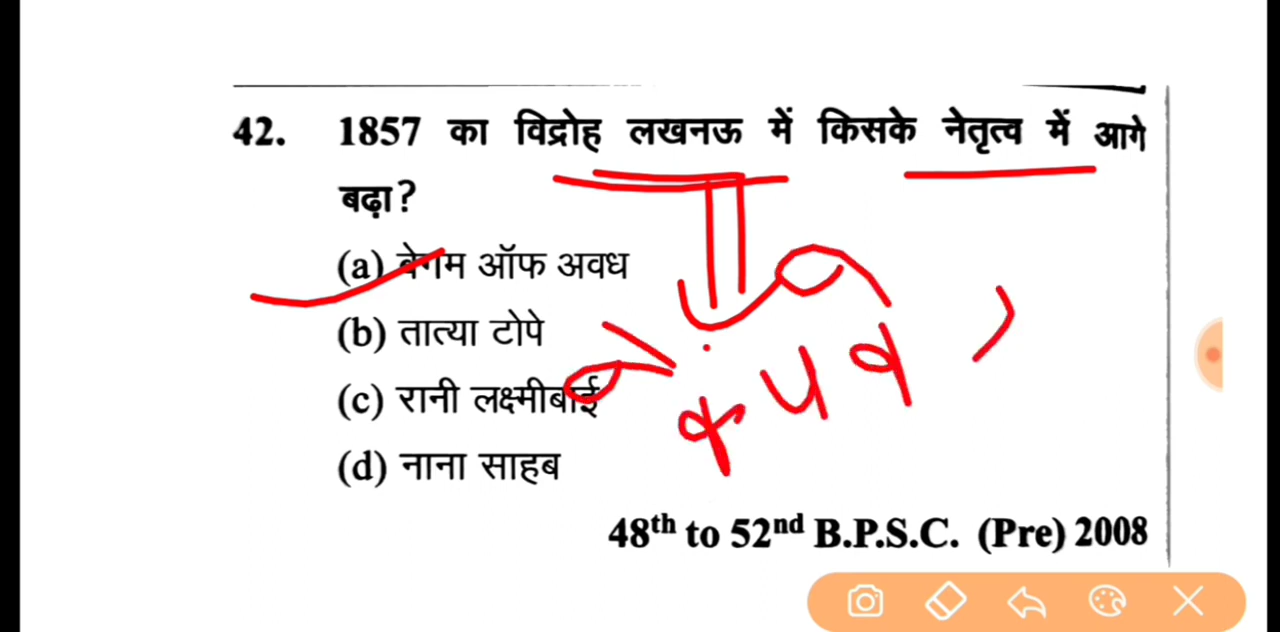 42. 1857 का विद्रोह लखनऊ में किसके नेतृत्व में आगे
बढ़ा?
(a) बेगम ऑफ अवध
(b) तात्या टोपे
(c) रानी लक्ष्मीबाई
(d) नाना साहब
48th to 52nd B.P.S.C. (Pre) 2008